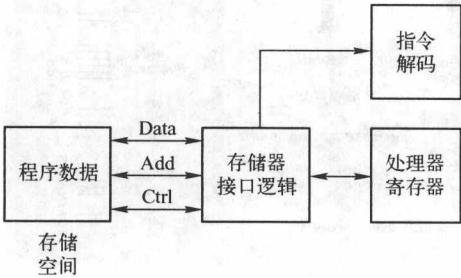 指令
解码
Data
程序数据
Add
存储器
接口逻辑
处理器
寄存器
Ctrl
存储
空间